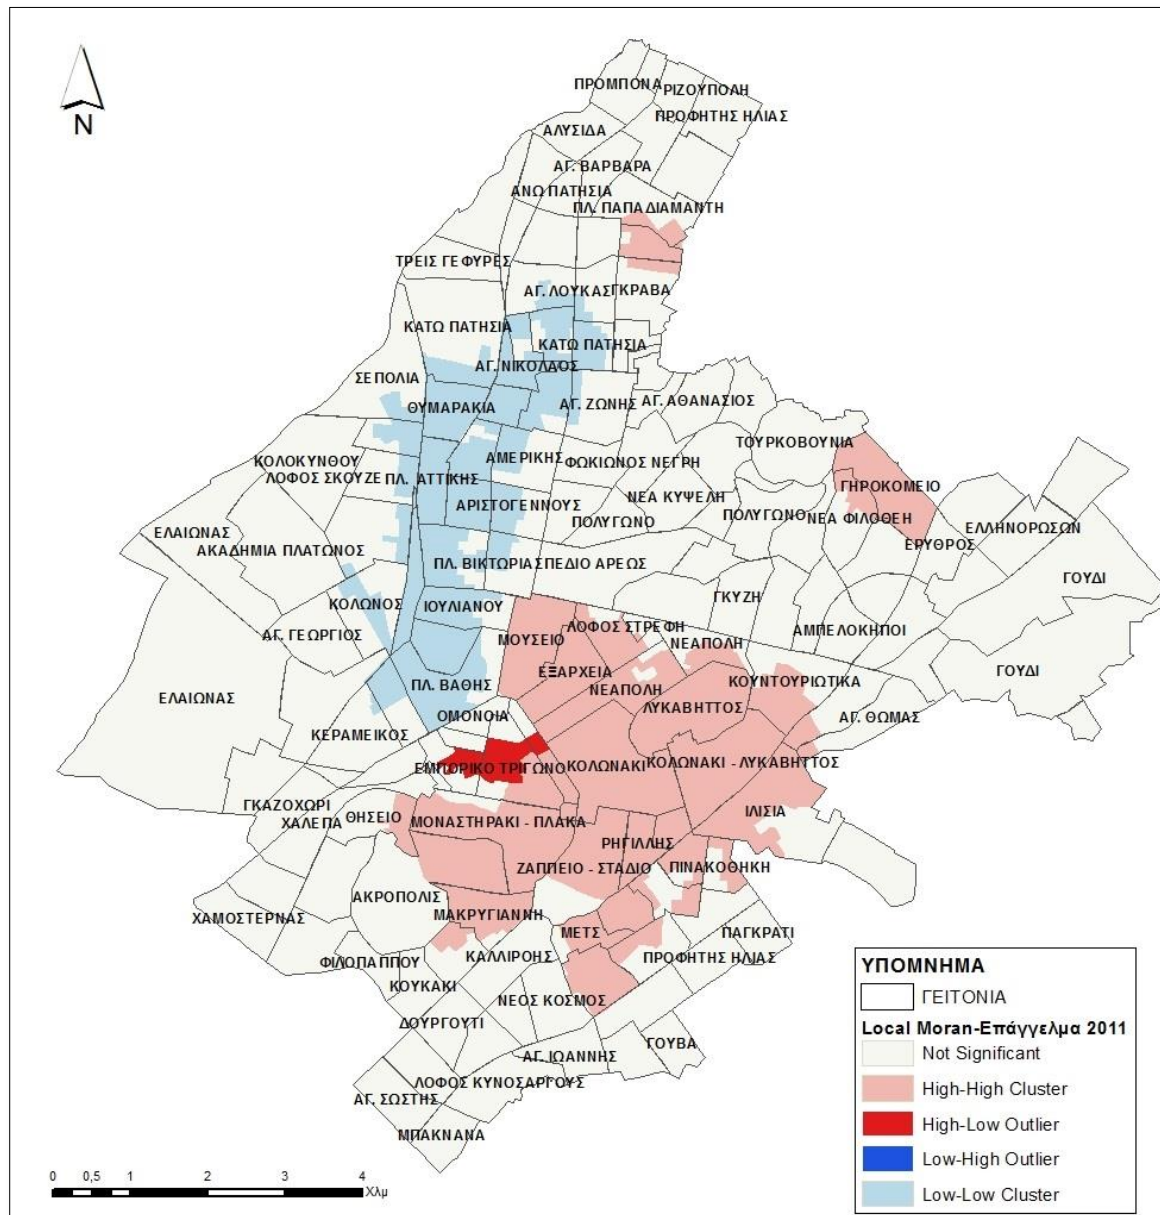 N
ΠΡΟΜΠΟΝΑ
ΡΙΖΟΥΠΟΛΗ
ΠΡΟΦΗΤΗΣ ΗΛΙΑΣ
ΑΛΥΣΙΔΑ
ΑΓ. ΒΑΡΒΑΡΑ
ΑΝΩ ΠΑΤΗΣΙΑ
ΠΛ. ΠΑΠΑΔΙΑΜΑΝΤΗ
ΤΡΕΙΣ ΓΕΦΥΡΕΣ
ΑΓ. ΛΟΥΚΑΣ
ΓΚΡΑΒΑ
ΚΑΤΩ ΠΑΤΗΣΙΑ
ΚΑΤΩ ΠΑΤΗΣΙΑ
ΑΓ. ΝΙΚΟΛΑΟΣ
ΣΕΠΟΛΙΑ
ΘΥΜΑΡΑΚΙΑ
ΑΓ. ΖΩΝΗΣ
ΑΓ. ΑΘΑΝΑΣΙΟΣ
ΤΟΥΡΚΟΒΟΥΝΙΑ
ΚΟΛΟΚΥΝΘΟΥ
ΑΜΕΡΙΚΗΣ
ΦΩΚΙΩΝΟΣ ΝΕΓΡΗ
ΛΟΦΟΣ ΣΚΟΥΖΕ
ΠΛ. ΑΤΤΙΚΗΣ
ΓΗΡΟΚΟΜΕΙΟ
ΑΡΙΣΤΟΓΕΝΝΟΥΣ
ΝΕΑ ΚΥΨΕΛΗ
ΠΟΛΥΓΩΝΟ
ΠΟΛΥΓΩΝΟ
ΝΕΑ ΦΙΛΟΘΕΗ
ΕΛΛΗΝΟΡΩΣΩΝ
ΕΛΑΙΩΝΑΣ
ΑΚΑΔΗΜΙΑ ΠΛΑΤΩΝΟΣ
ΕΡΥΘΡΟΣ
ΠΛ. ΒΙΚΤΩΡΙΑΣ
ΠΕΔΙΟ ΑΡΕΩΣ
ΓΟΥΔΙ
ΚΟΛΩΝΟΣ
ΙΟΥΛΙΑΝΟΥ
ΓΚΥΖΗ
ΑΓ. ΓΕΩΡΓΙΟΣ
ΜΟΥΣΕΙΟ
ΛΟΦΟΣ ΣΤΡΕΦΗ
ΝΕΑΠΟΛΗ
ΑΜΠΕΛΟΚΗΠΟΙ
ΕΞΑΡΧΕΙΑ
ΓΟΥΔΙ
ΕΛΑΙΩΝΑΣ
ΠΛ. ΒΑΘΗΣ
ΝΕΑΠΟΛΗ
ΚΟΥΝΤΟΥΡΙΩΤΙΚΑ
ΛΥΚΑΒΗΤΤΟΣ
ΟΜΟΝΟΙΑ
ΑΓ. ΘΩΜΑΣ
ΚΕΡΑΜΕΙΚΟΣ
ΕΜΠΟΡΙΚΟ ΤΡΙΓΩΝΟ
ΚΟΛΩΝΑΚΙ
ΚΟΛΩΝΑΚΙ - ΛΥΚΑΒΗΤΤΟΣ
ΓΚΑΖΟΧΩΡΙ
ΧΑΛΕΠΑ
ΘΗΣΕΙΟ
ΜΟΝΑΣΤΗΡΑΚΙ - ΠΛΑΚΑ
ΙΛΙΣΙΑ
ΡΗΓΙΛΛΗΣ
ΖΑΠΠΕΙΟ - ΣΤΑΔΙΟ
ΠΙΝΑΚΟΘΗΚΗ
ΑΚΡΟΠΟΛΙΣ
ΧΑΜΟΣΤΕΡΝΑΣ
ΜΑΚΡΥΓΙΑΝΝΗ
ΜΕΤΣ
ΠΑΓΚΡΑΤΙ
ΚΑΛΛΙΡΟΗΣ
ΠΡΟΦΗΤΗΣ ΗΛΙΑΣ
ΦΙΛΟΠΑΠΠΟΥ
ΚΟΥΚΑΚΙ
ΝΕΟΣ ΚΟΣΜΟΣ
ΔΟΥΡΓΟΥΤΙ
ΓΟΥΒΑ
ΑΓ. ΙΩΑΝΝΗΣ
ΛΟΦΟΣ ΚΥΝΟΣΑΡΓΟΥΣ
ΑΓ. ΣΩΣΤΗΣ
ΜΠΑΚΝΑΝΑ
ΥΠΟΜΝΗΜΑ
ΓΕΙΤΟΝΙΑ
Local Moran-Επάγγελμα 2011
Not Significant
High-High Cluster
High-Low Outlier
Low-High Outlier
Low-Low Cluster
0 0,5 1 2 3 4
Χλμ